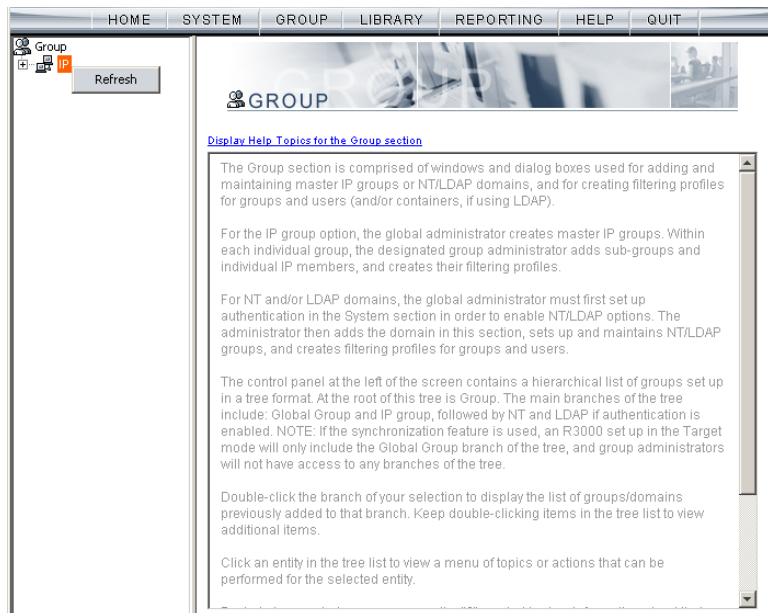 HOME SYSTEM GROUP LIBRARY REPORTING HELP QUIT
Group
IP
Refresh
GROUP
GROUP
Display Help Topics for the Group section
The Group section is comprised of windows and dialog boxes used for adding and
maintaining master IP groups or NT/LDAP domains, and for creating filtering profiles
for groups and users (and/or containers, if using LDAP).
For the IP group option, the global administrator creates master IP groups. Within
each individual group, the designated group administrator adds sub-groups and
individual IP members, and creates their filtering profiles.
For NT and/or LDAP domains, the global administrator must first set up
authentication in the System section in order to enable NT/LDAP options. The
administrator then adds the domain in this section, sets up and maintains NT/LDAP
groups, and creates filtering profiles for groups and users.
The control panel at the left of the screen contains a hierarchical list of groups set up
in a tree format. At the root of this tree is Group. The main branches of the tree
include: Global Group and IP group, followed by NT and LDAP if authentication is
enabled. NOTE: If the synchronization feature is used, an R3000 set up in the Target
mode will only include the Global Group branch of the tree, and group administrators
will not have access to any branches of the tree.
Double-click the branch of your selection to display the list of groups/domains
previously added to that branch. Keep double-clicking items in the tree list to view
additional items.
Click an entity in the tree list to view a menu of topics or actions that can be
performed for the selected entity.